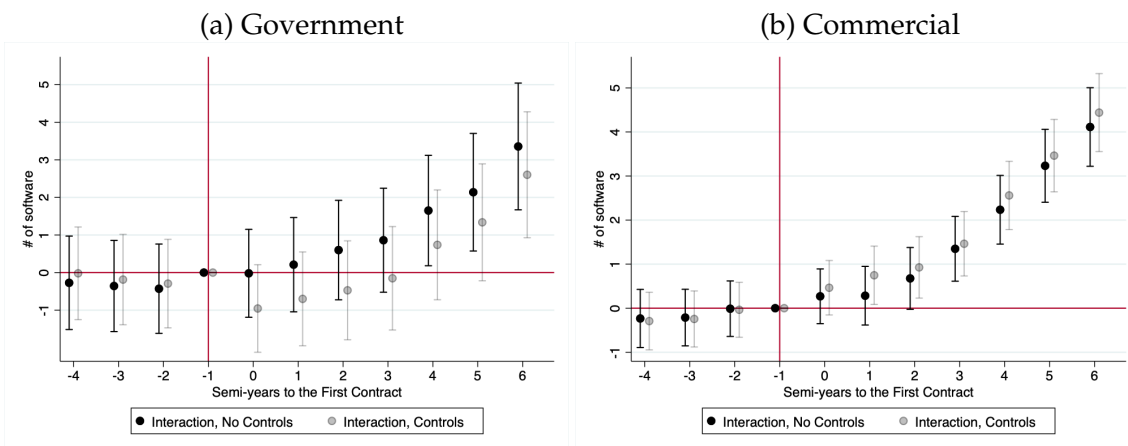 (a) Government
# of software
5
4
3
2
1
0
-1
-4 -3 -2 -1 0 1 2 3 4 5 6
Semi-years to the First Contract
Interaction, No Controls Interaction, Controls
(b) Commercial
# of software
5
4
3
2
1
0
-1
-4 -3 -2 -1 0 1 2 3 4 5 6
Semi-years to the First Contract
Interaction, No Controls Interaction, Controls